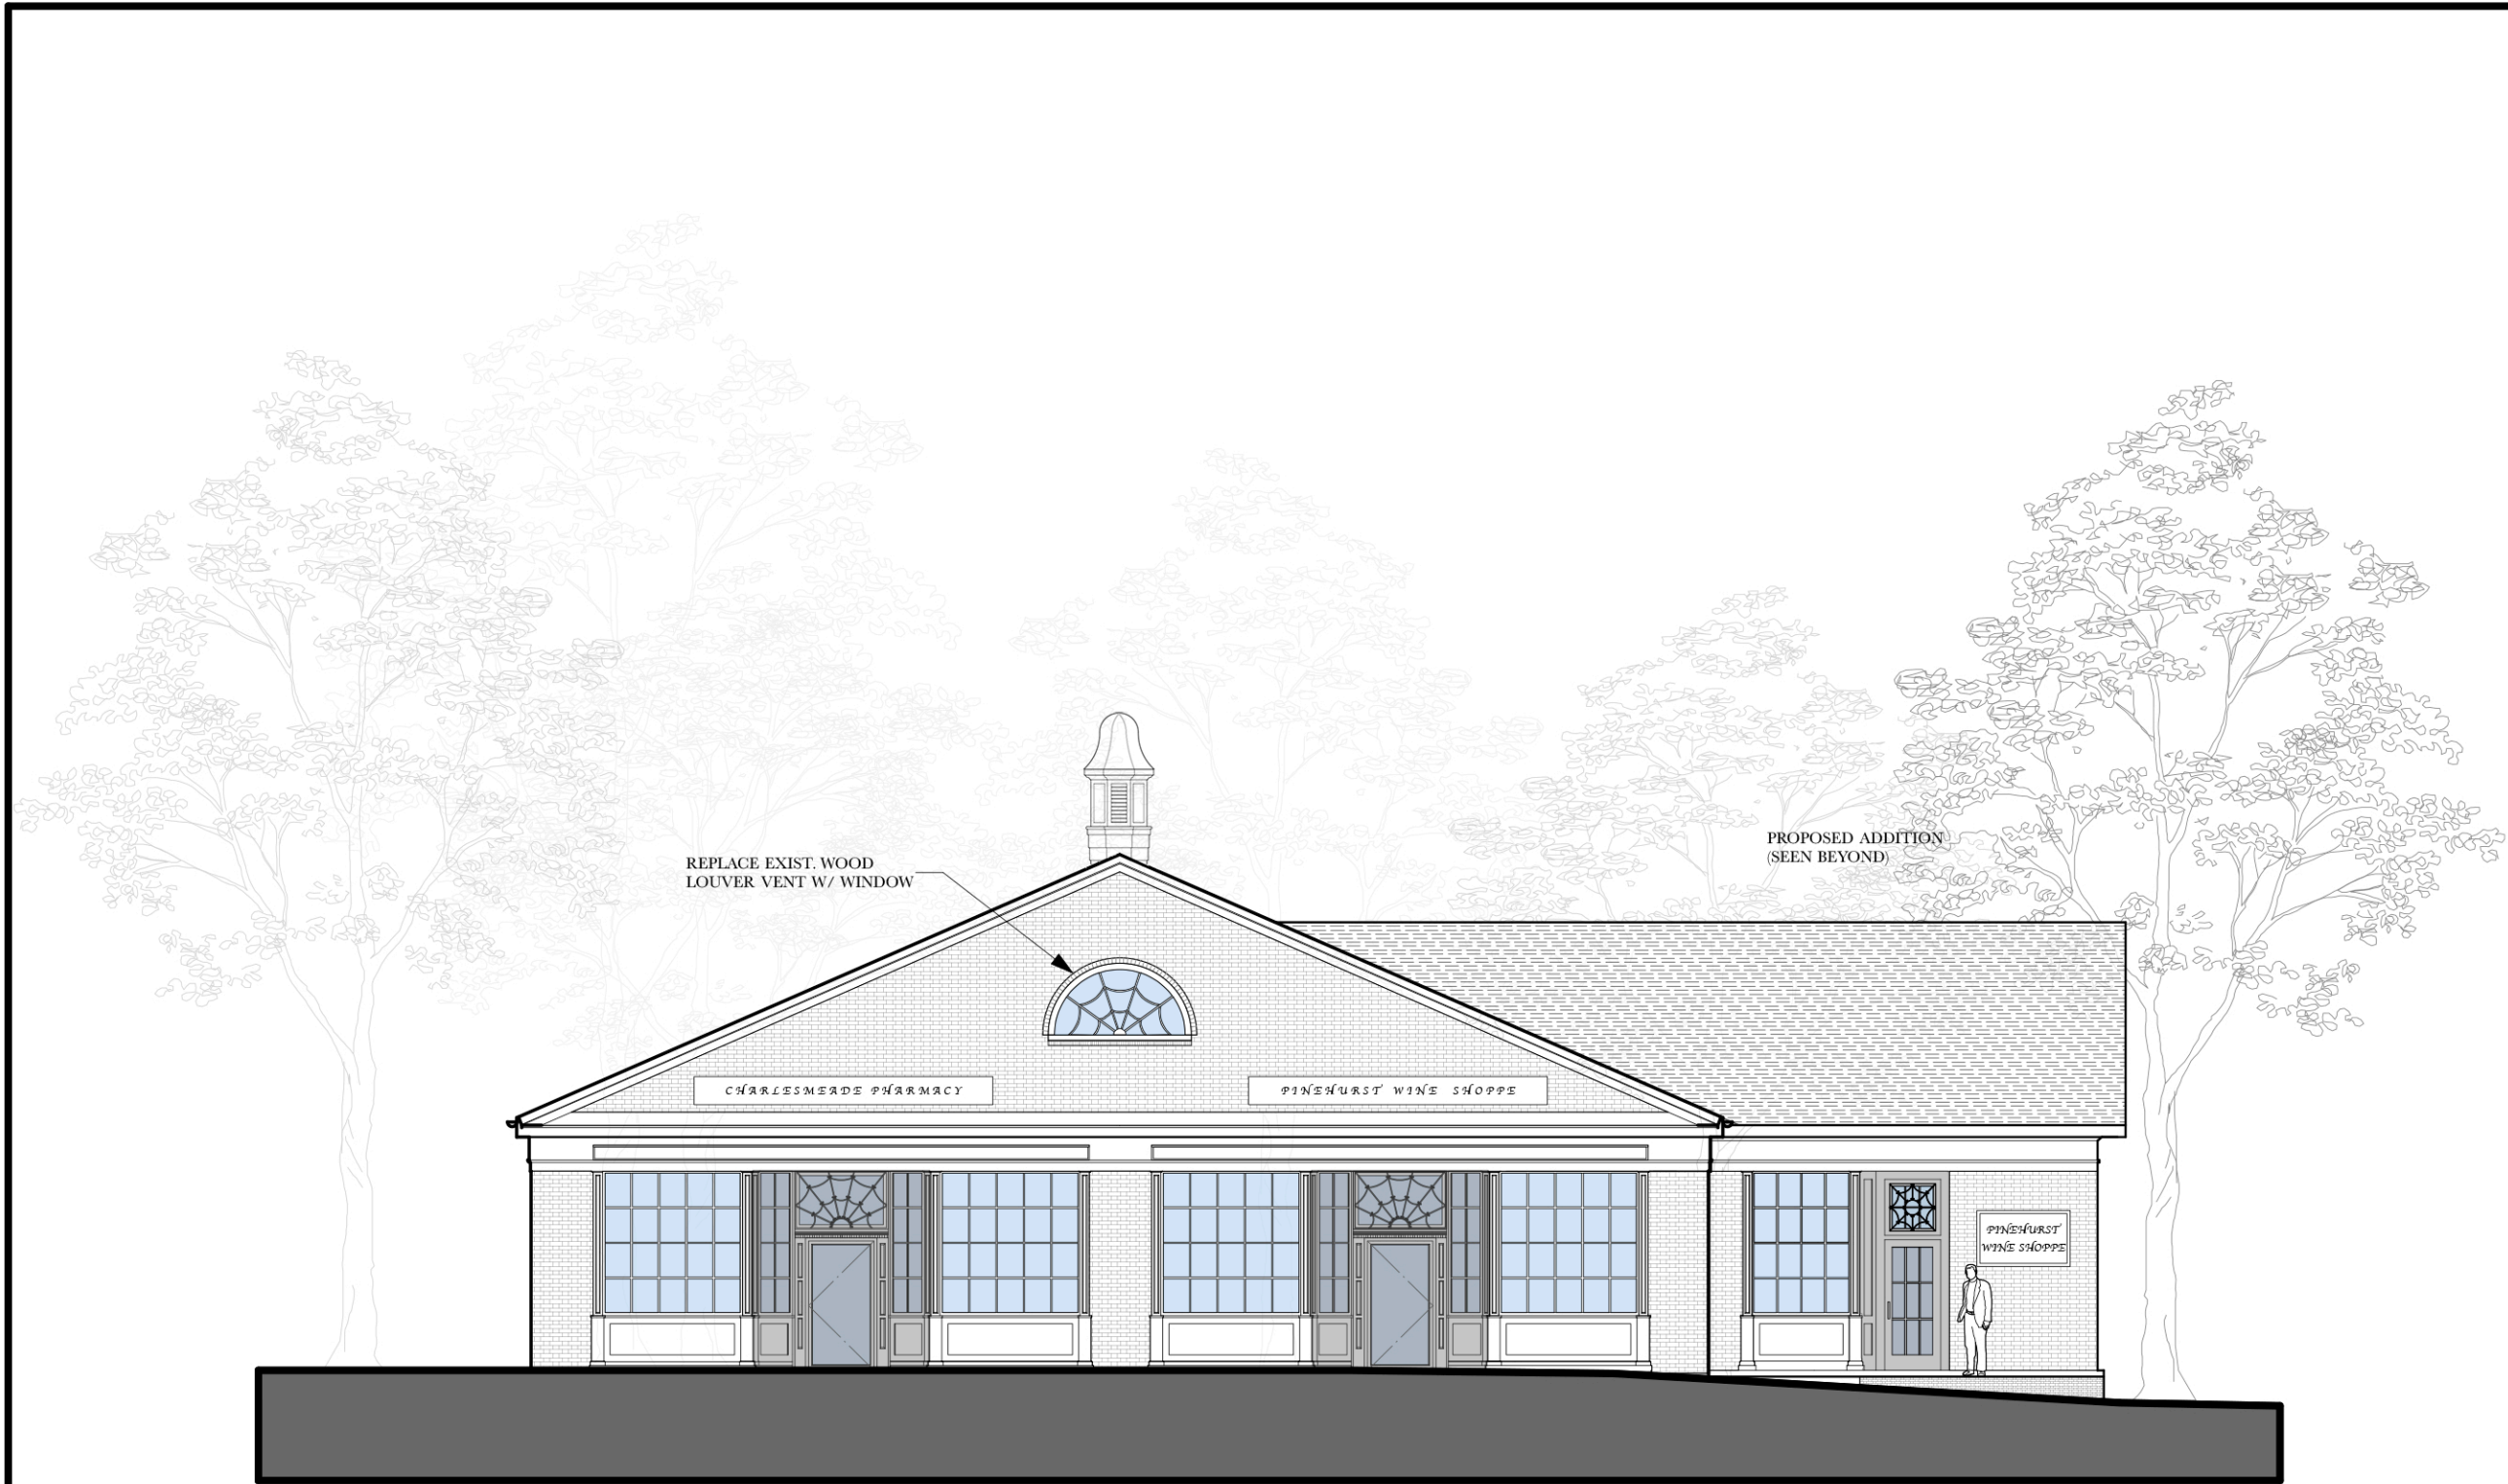 PROPOSED ADDITION
(SEEN BEYOND)
REPLACE EXIST. WOOD
LOUVER VENT W/ WINDOW
CHARLESMEADE PHARMACY
PINEHURST WINE SHOPPE
PINEHURST
WINE SHOPPE